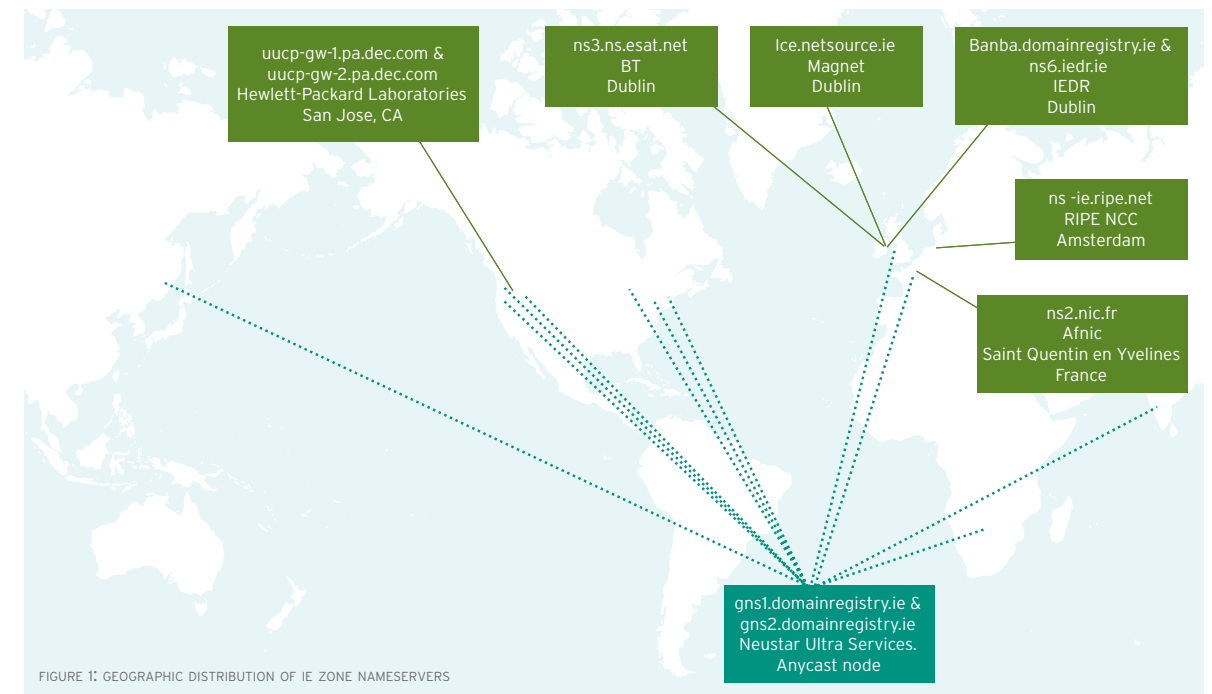 uucp-gw-1.pa.dec.com &
uucp-gw-2.pa.dec.com
Hewlett-Packard Laboratories
San Jose, CA
ns3.ns.esat.net
BT
Dublin
Ice.netsource.ie
Magnet
Dublin
Banba.domainregistry.ie &
ns6.iedr.ie
IEDR
Dublin
ns -ie.ripe.net
RIPE NCC
Amsterdam
ns2.nic.fr
Afnic
Saint Quentin en Yvelines
France
gns1.domainregistry.ie &
gns2.domainregistry.ie
Neustar Ultra Services.
Anycast node
FIGURE 1: GEOGRAPHIC DISTRIBUTION OF IE ZONE NAMESERVERS